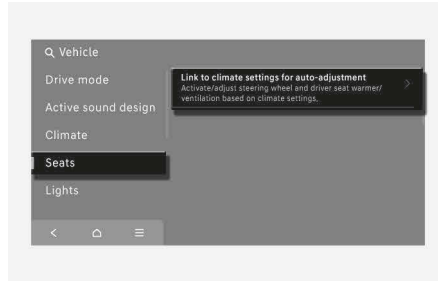 Vehicle
Drive mode
Active sound design
Climate
Seats
Lights
Link to climate settings for auto-adjustment
Activate/adjust steering wheel and driver seat warmer/
ventilation based on climate settings.